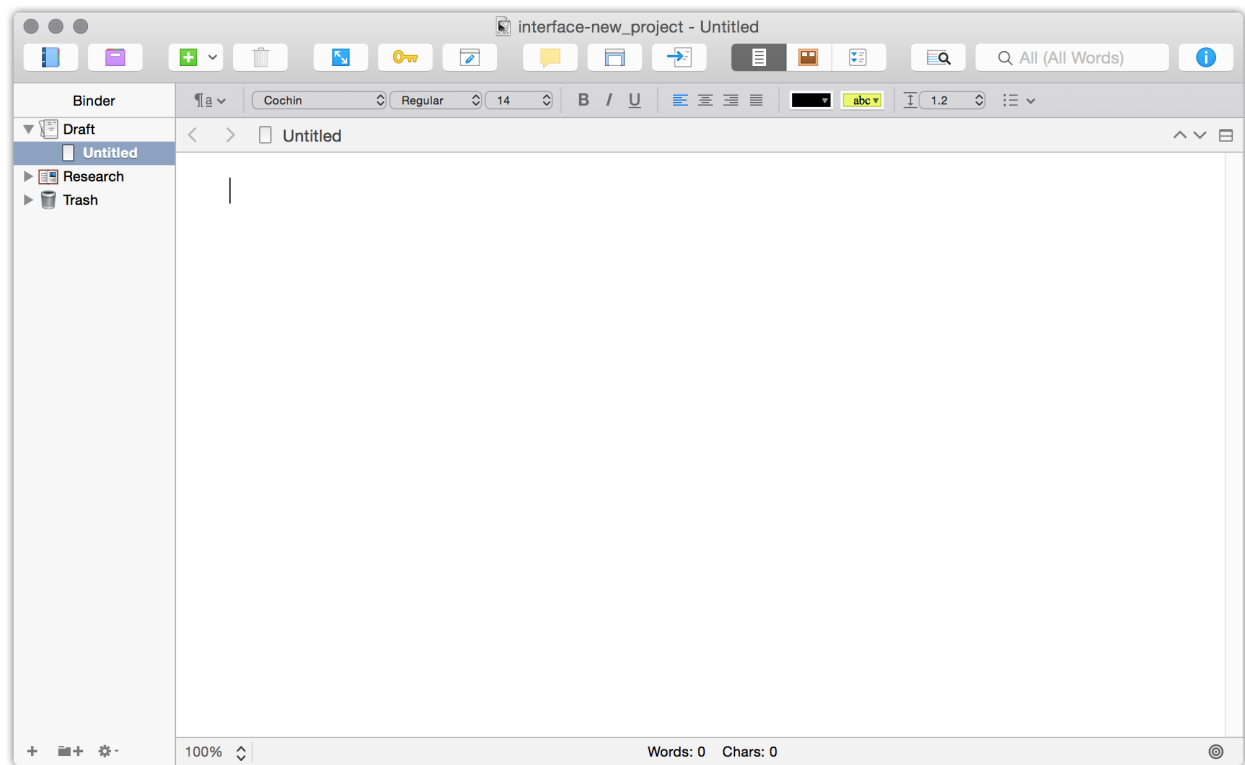 interface-new_project - Untitled
All (All Words)
Binder
a Cochin Regular 14 B I U abc 1.2
Draft
Untitled
Research
Trash
Untitled
100% Words: 0 Chars: 0